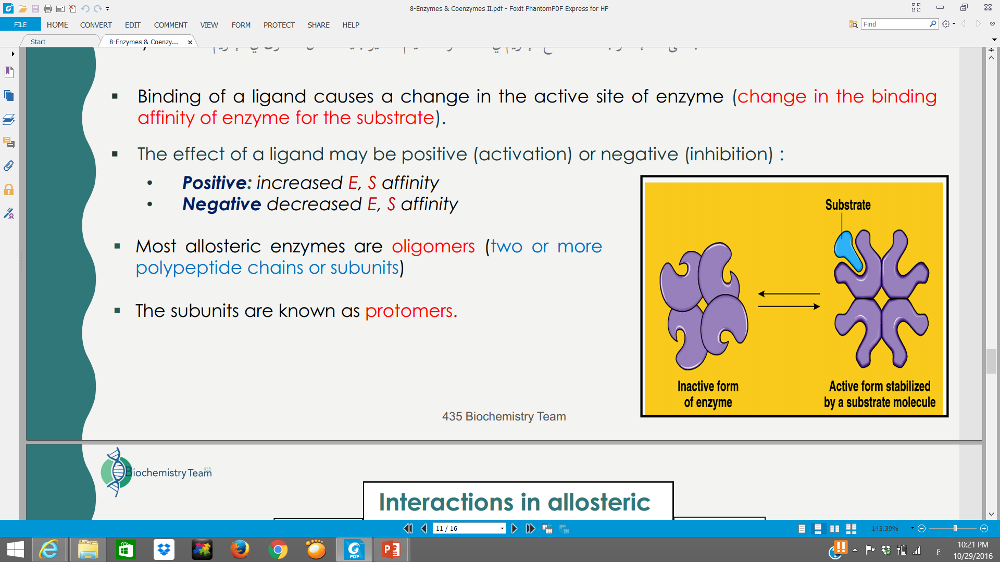 8-Enzymes & Coenzymes II.pdf - Foxit PhantomPDF Express for HP
FILE HOME CONVERT EDIT COMMENT VIEW FORM PROTECT SHARE HELP
Find
Start
8-Enzymes & Coenzy...
Binding of a ligand causes a change in the active site of enzyme (change in the binding
affinity of enzyme for the substrate).
The effect of a ligand may be positive (activation) or negative (inhibition) :
Positive: increased E, S affinity
Negative decreased E, S affinity
Most allosteric enzymes are oligomers (two or more
polypeptide chains or subunits)
The subunits are known as protomers.
Substrate
Inactive form
of enzyme
Active form stabilized
by a substrate molecule
435 Biochemistry Team
Biochemistry Team
435
Interactions in allosteric
11 / 16
143.39%
PDF
ع
10:21 PM
10/29/2016